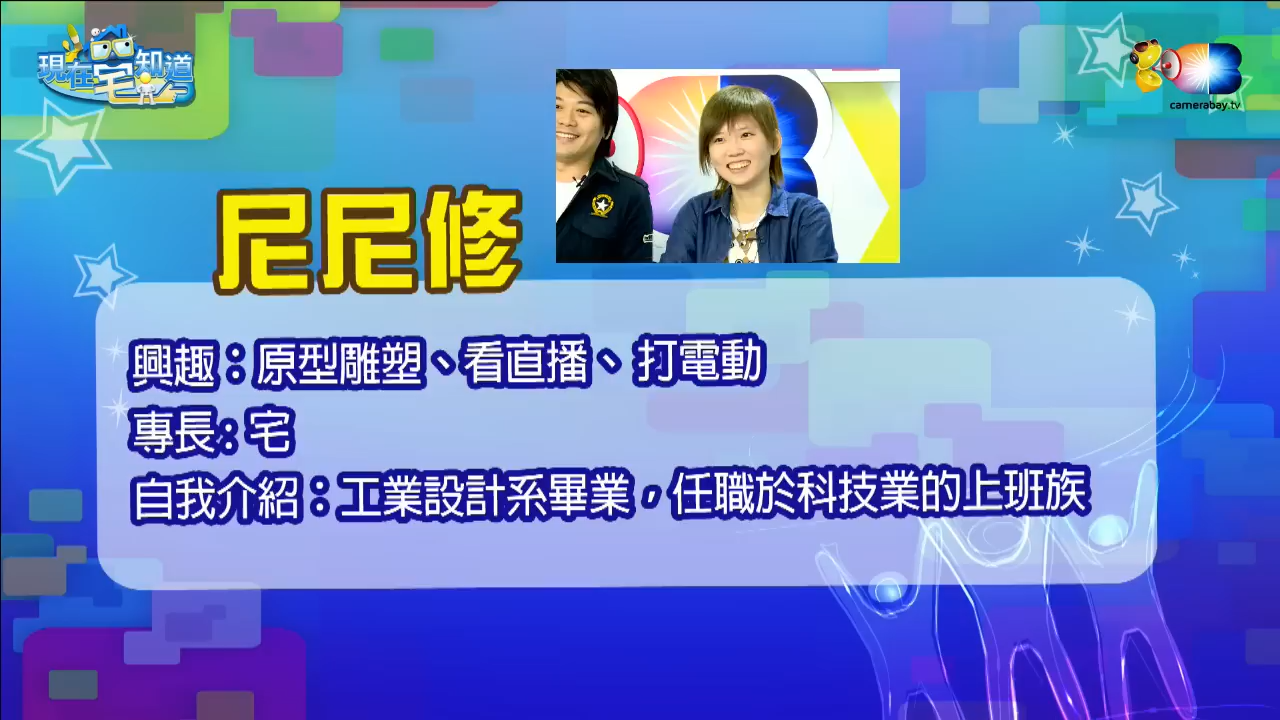 現在宅知道
camerabay.tv
尼尼修
興趣：原型雕塑、看直播、打電動
專長：宅
自我介紹：工業設計系畢業，任職於科技業的上班族